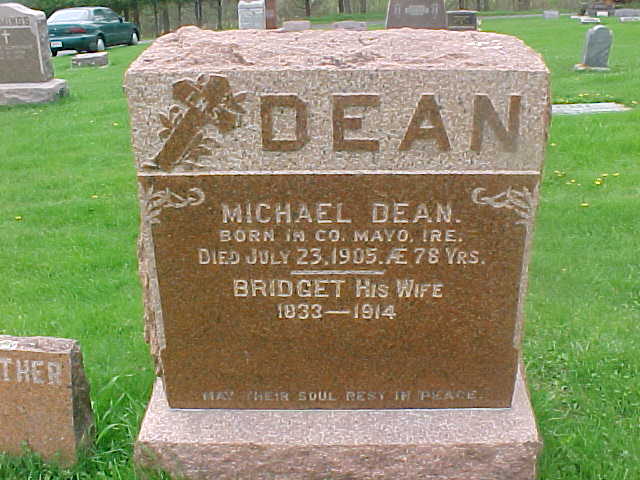 DEAN
MICHAEL DEAN.
BORN IN CO. MAYO, IRE.
DIED JULY 23, 1905. Æ 78 YRS.
BRIDGET HIS WIFE
1833—1914
MAY THEIR SOUL REST IN PEACE.
THER